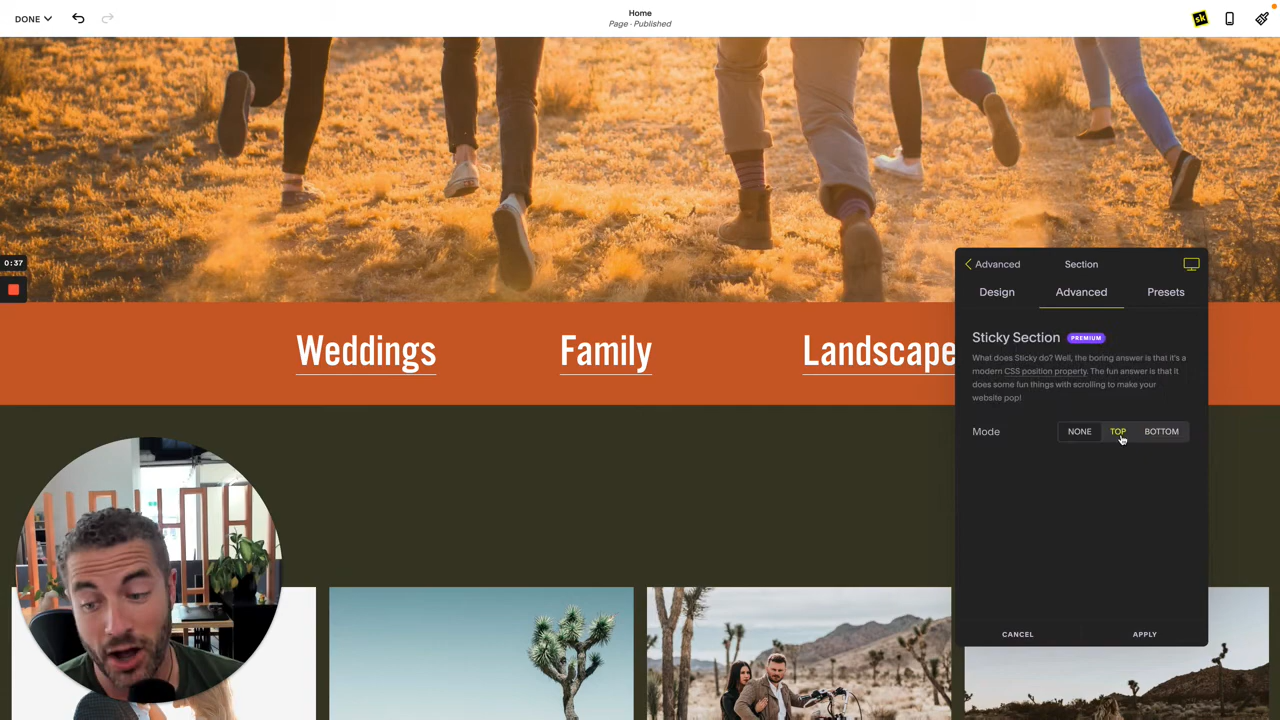 DONE
Home
Page · Published
sk
0:37
Weddings Family Landscape
Advanced Section
Design Advanced Presets
Sticky Section PREMIUM
What does Sticky do? Well, the boring answer is that it's a
modern CSS position property. The fun answer is that it
does some fun things with scrolling to make your
website pop!
Mode NONE TOP BOTTOM
CANCEL APPLY